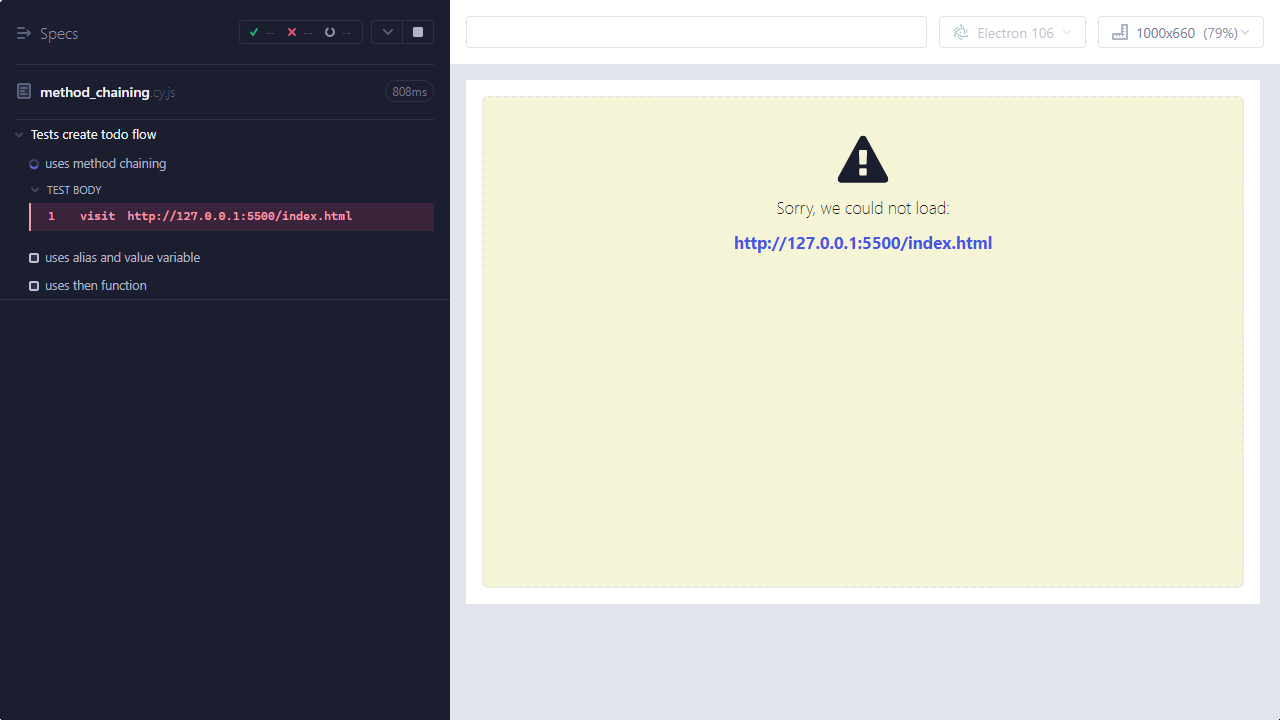 Specs
-- -- --
method_chaining.cy.js 808ms
Tests create todo flow
uses method chaining
TEST BODY
1 visit http://127.0.0.1:5500/index.html
uses alias and value variable
uses then function
Electron 106
1000x660 (79%)
Sorry, we could not load:
http://127.0.0.1:5500/index.html